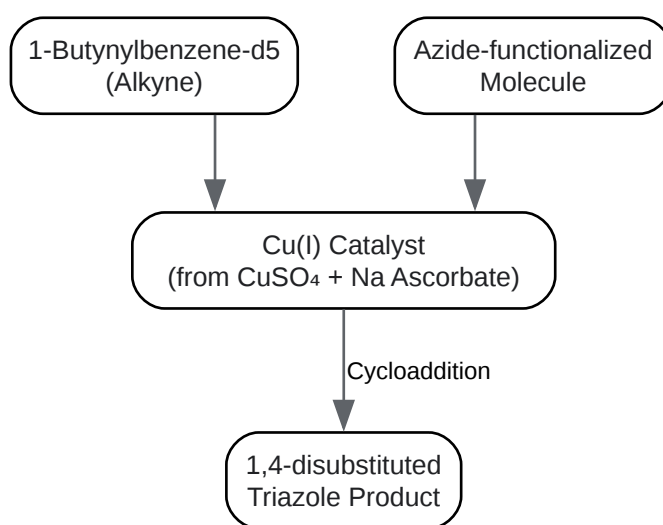 1-Butynylbenzene-d5
(Alkyne)
Azide-functionalized
Molecule
Cu(I) Catalyst
(from CuSO₄ + Na Ascorbate)
Cycloaddition
1,4-disubstituted
Triazole Product